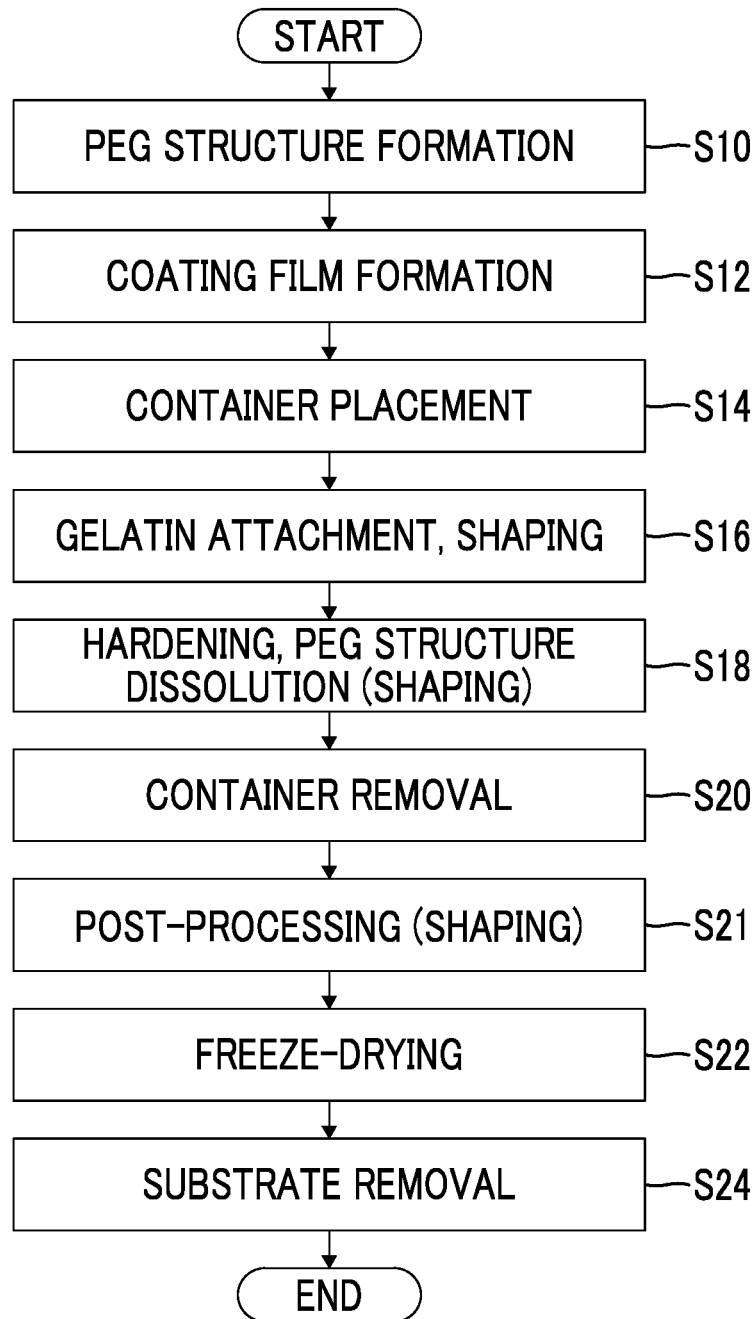 START
PEG STRUCTURE FORMATION
S10
COATING FILM FORMATION
S12
CONTAINER PLACEMENT
S14
GELATIN ATTACHMENT, SHAPING
S16
HARDENING, PEG STRUCTURE
DISSOLUTION (SHAPING)
S18
CONTAINER REMOVAL
S20
POST-PROCESSING (SHAPING)
S21
FREEZE-DRYING
S22
SUBSTRATE REMOVAL
S24
END